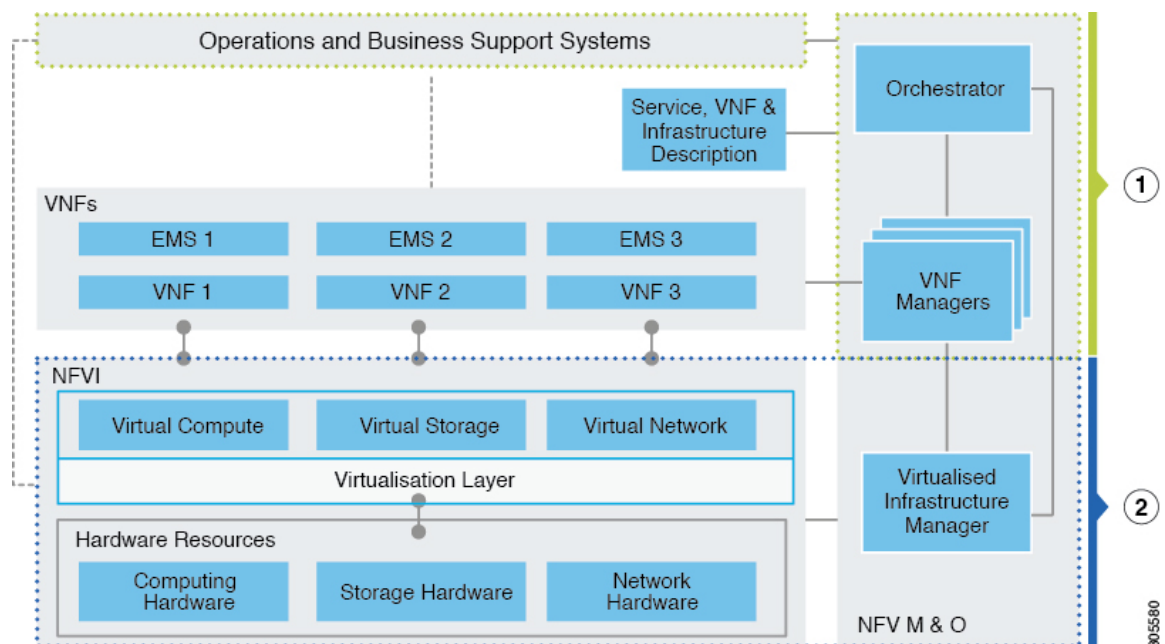 Operations and Business Support Systems
Orchestrator
Service, VNF &
Infrastructure
Description
1
VNFs
EMS 1
EMS 2
EMS 3
VNF 1
VNF 2
VNF 3
VNF
Managers
NFVI
Virtual Compute
Virtual Storage
Virtual Network
Virtualisation Layer
Virtualised
Infrastructure
Manager
2
Hardware Resources
Computing
Hardware
Storage Hardware
Network
Hardware
NFV M & O